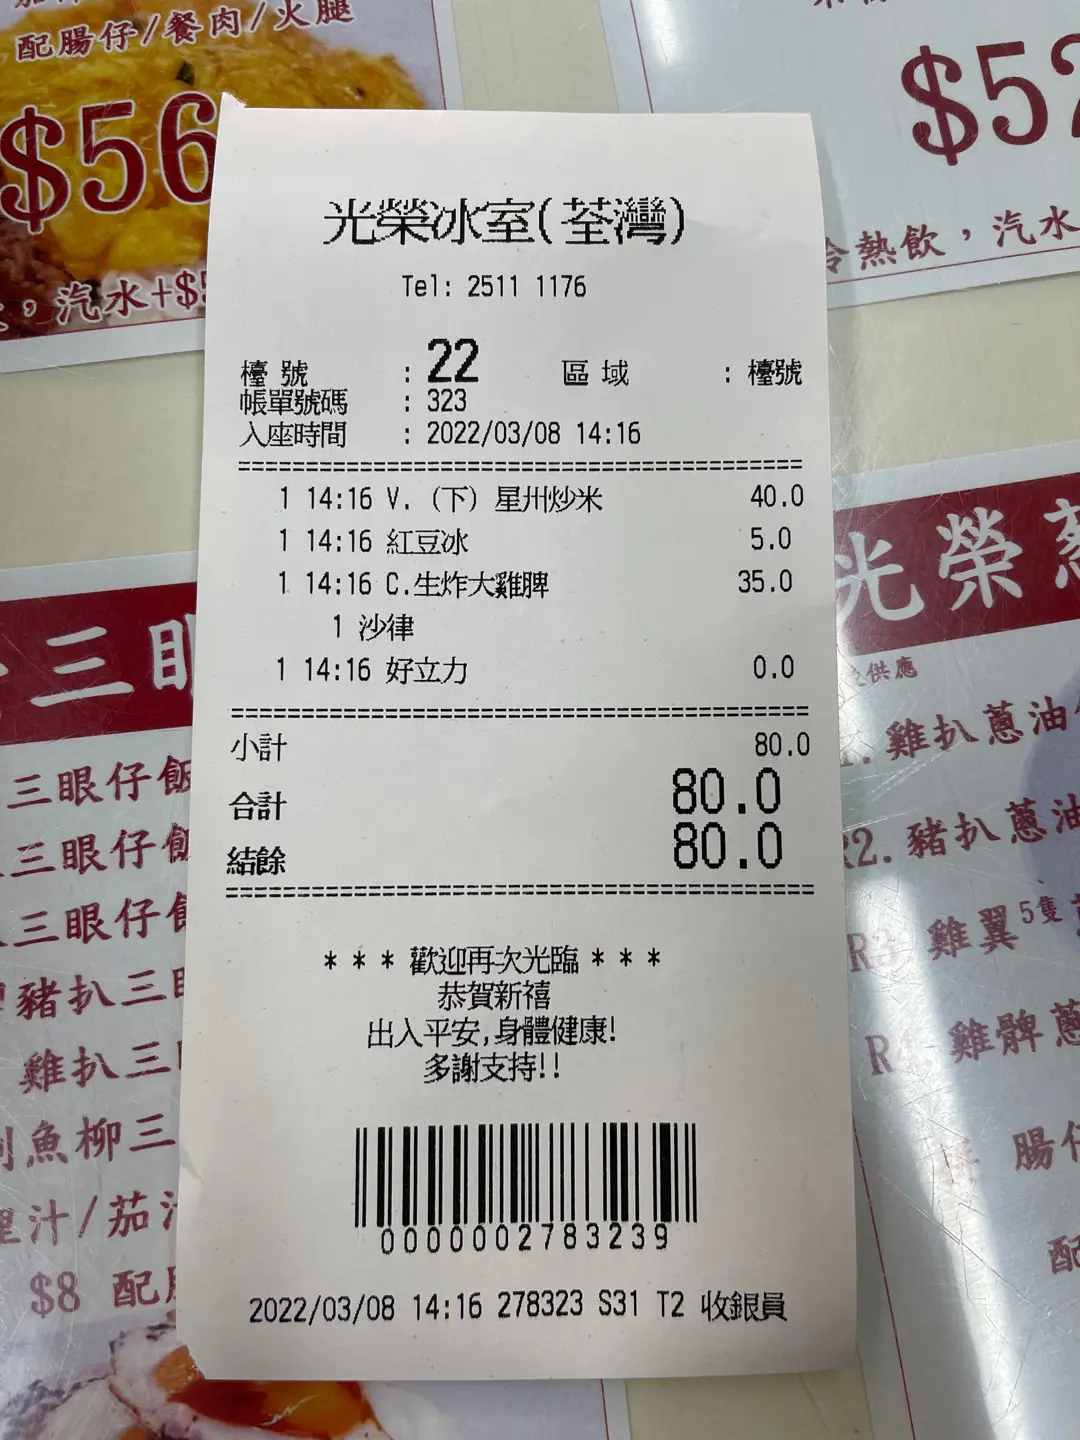 配腸仔/餐肉/火腿
$56
，汽水+$
$52
冷熱飲，汽水
光榮冰室(荃灣)
Tel: 2511 1176
檯號 : 22 區域 : 檯號
帳單號碼 : 323
入座時間 : 2022/03/08 14:16
1 14:16 V. (下) 星州炒米 40.0
1 14:16 紅豆冰 5.0
1 14:16 C.生炸大雞脾 35.0
1 沙律
1 14:16 好立力 0.0
小計 80.0
合計 80.0
結餘 80.0
* * * 歡迎再次光臨 * * *
恭賀新禧
出入平安,身體健康!
多謝支持!!
0000002783239
2022/03/08 14:16 278323 S31 T2 收銀員
三眼
三眼仔飯
三眼仔飯
三眼仔
豬扒三
雞扒三
魚柳三
汁/茄
$8 配
光榮
供應
雞扒蔥油
2. 豬扒蔥油
R3 雞翼5隻
R 雞髀蔥
腸仔
配